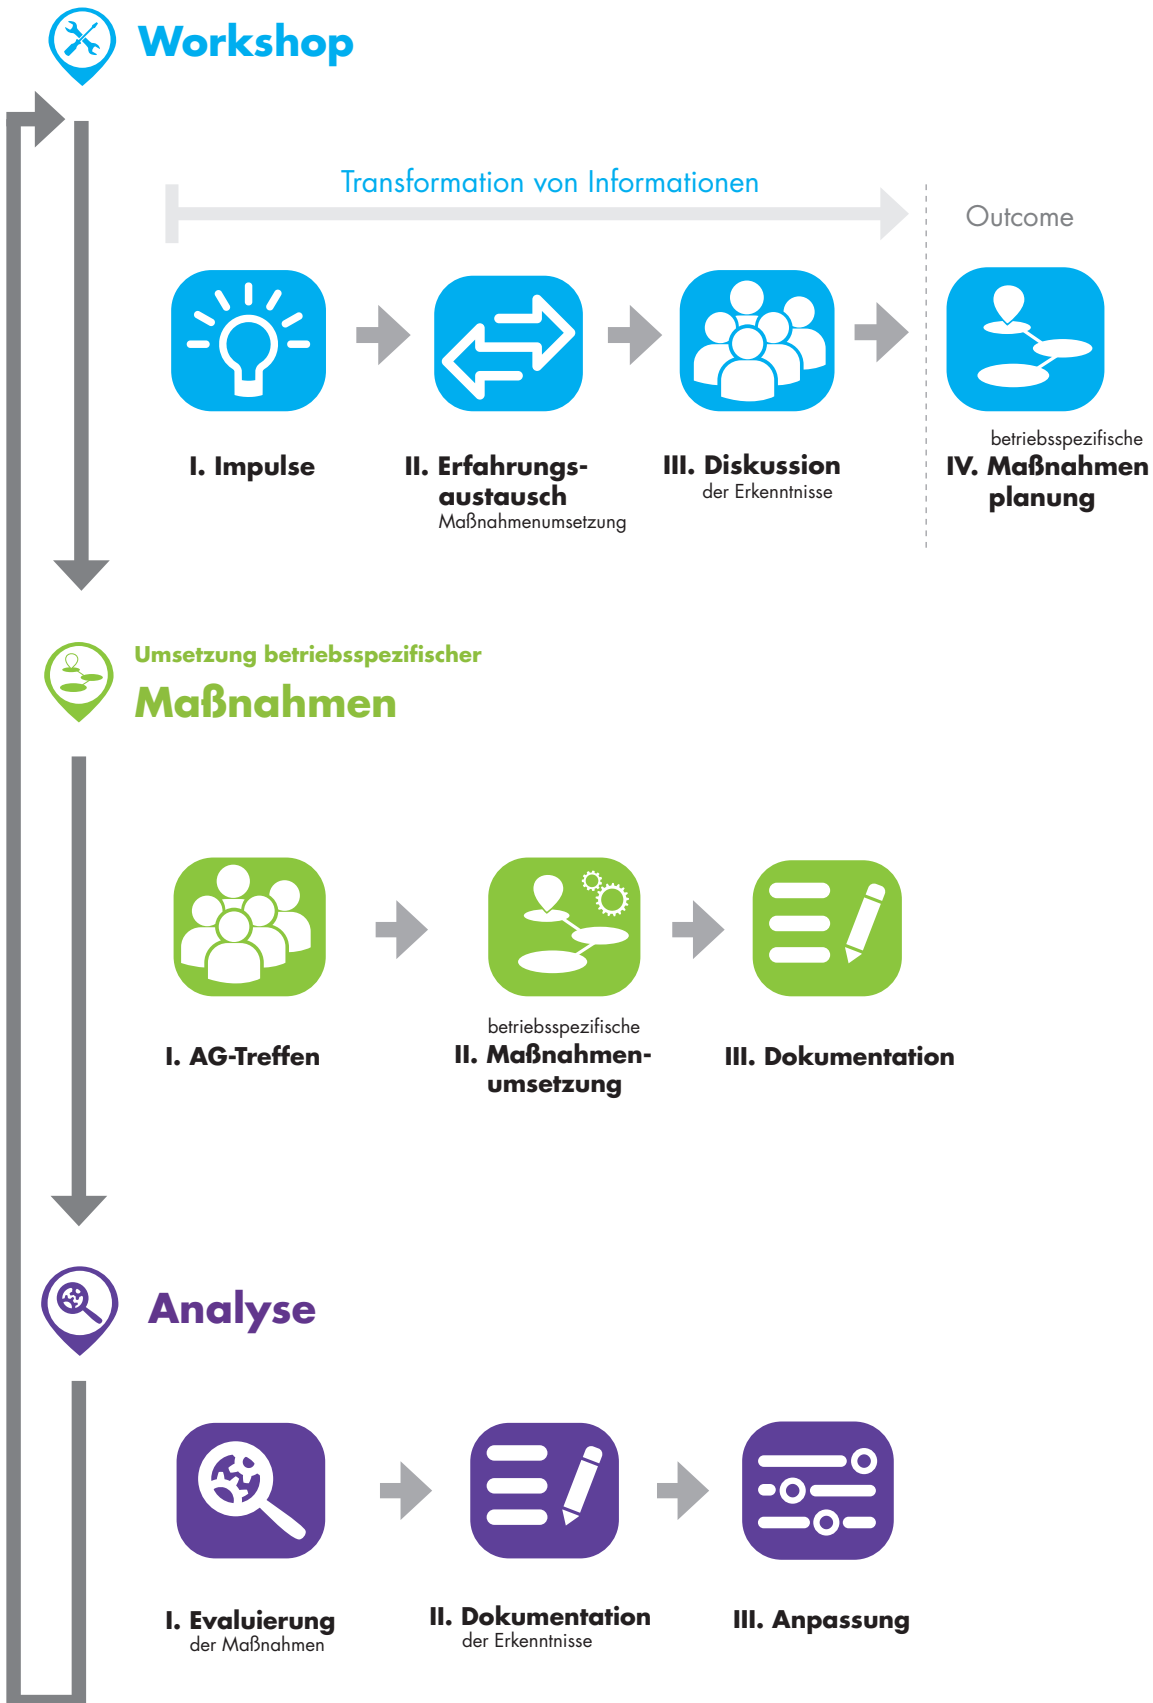 Workshop
Transformation von Informationen
Outcome
I. Impulse
II. Erfahrungs-
austausch
Maßnahmenumsetzung
III. Diskussion
der Erkenntnisse
betriebsspezifische
IV. Maßnahmen
planung
Umsetzung betriebsspezifischer
Maßnahmen
I. AG-Treffen
betriebsspezifische
II. Maßnahmen-
umsetzung
III. Dokumentation
Analyse
I. Evaluierung
der Maßnahmen
II. Dokumentation
der Erkenntnisse
III. Anpassung